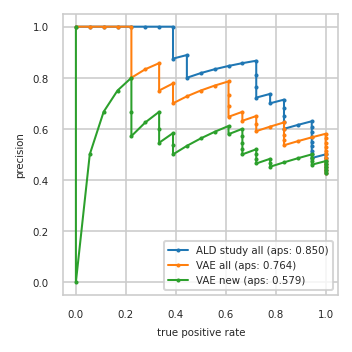 precision
1.0
0.8
0.6
0.4
0.2
0.0
ALD study all (aps: 0.850)
VAE all (aps: 0.764)
VAE new (aps: 0.579)
0.0 0.2 0.4 0.6 0.8 1.0
true positive rate